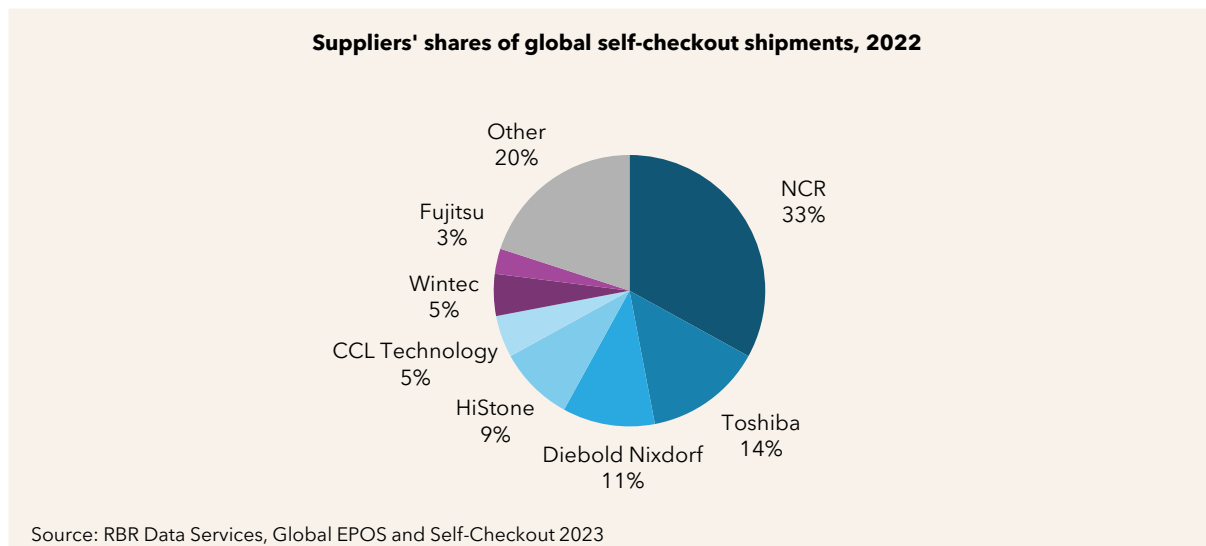 Suppliers' shares of global self-checkout shipments, 2022
Other
20%
NCR
33%
Fujitsu
3%
Wintec
5%
CCL Technology
5%
HiStone
9%
Toshiba
14%
Diebold Nixdorf
11%
Source: RBR Data Services, Global EPOS and Self-Checkout 2023